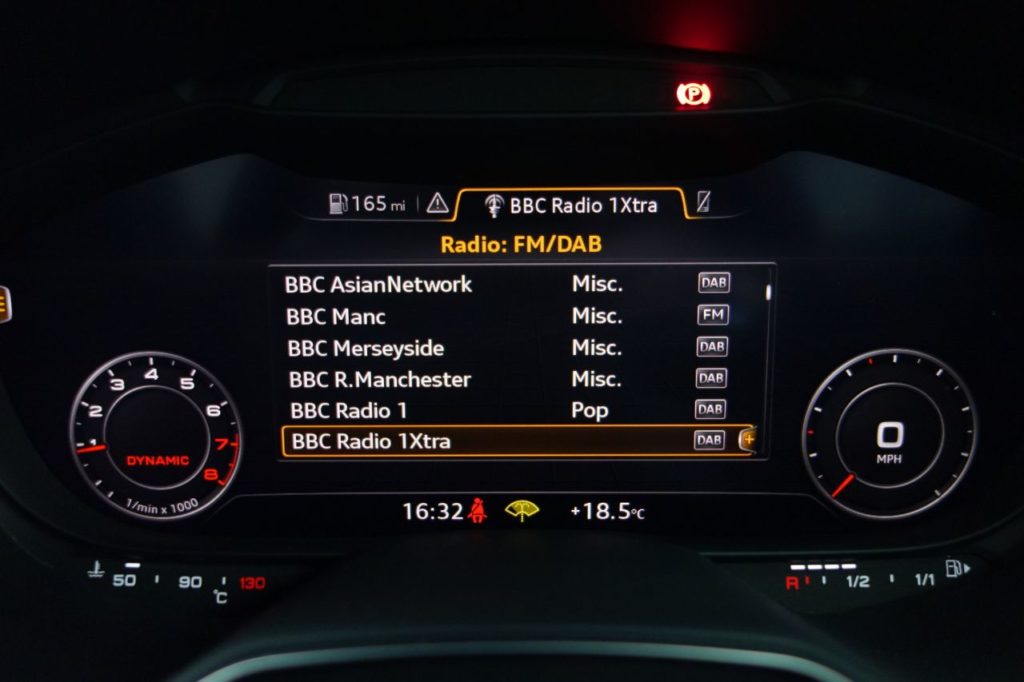 P
165 mi
BBC Radio 1Xtra
Radio: FM/DAB
BBC AsianNetwork Misc. DAB
BBC Manc Misc. FM
BBC Merseyside Misc. DAB
BBC R.Manchester Misc. DAB
BBC Radio 1 Pop DAB
BBC Radio 1Xtra DAB +
1 2 3 4 5 6 7 8
DYNAMIC
1/min x 1000
0
MPH
16:32
+18.5°C
50 90 130
°C
R 1/2 1/1